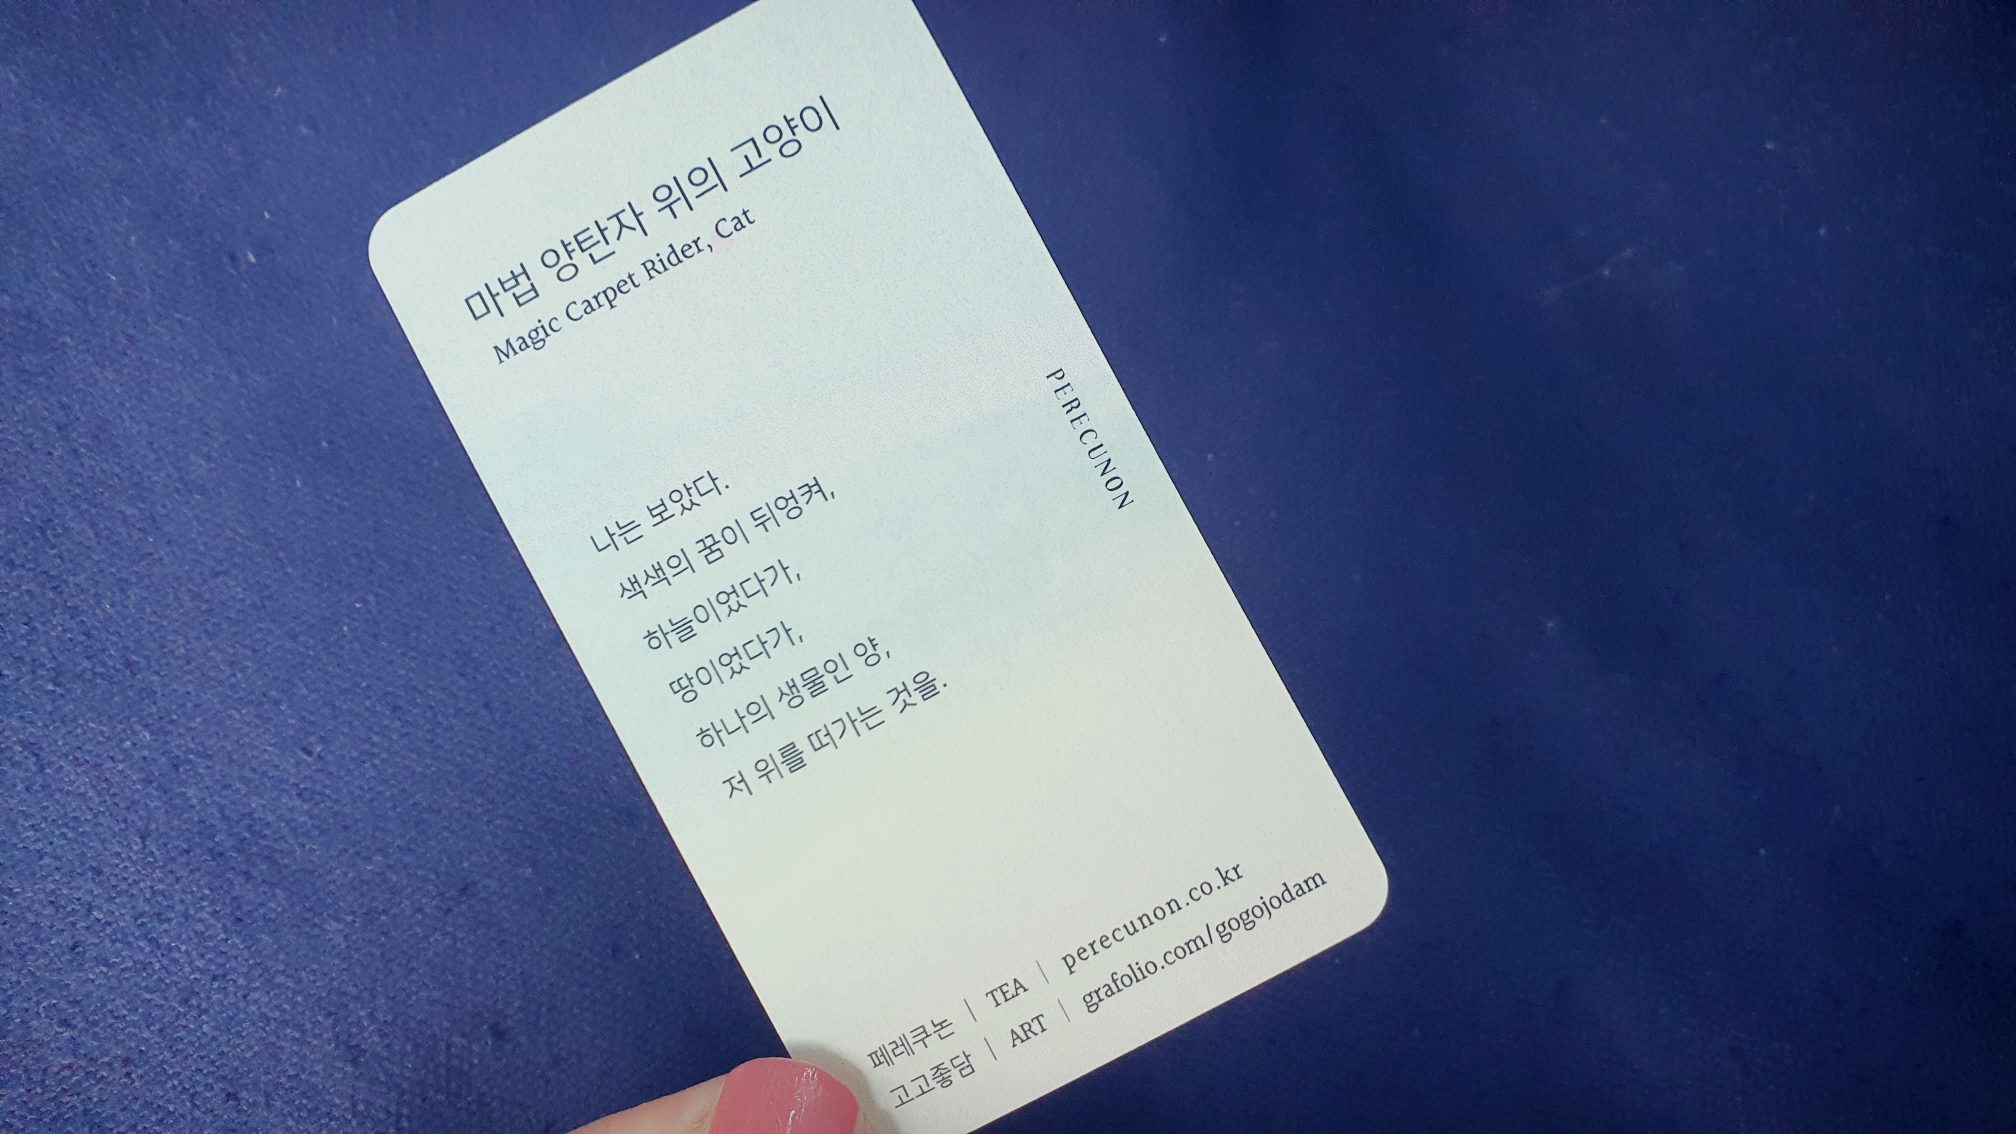 마법 양탄자 위의 고양이
Magic Carpet Rider, Cat
PERECUNON
나는 보았다.
색색의 꿈이 뒤엉켜,
하늘이었다가,
땅이었다가,
하나의 생물인 양,
저 위를 떠가는 것을.
페레쿠논 | TEA | perecunon.co.kr
고고좋담 | ART | grafolio.com/gogojodam